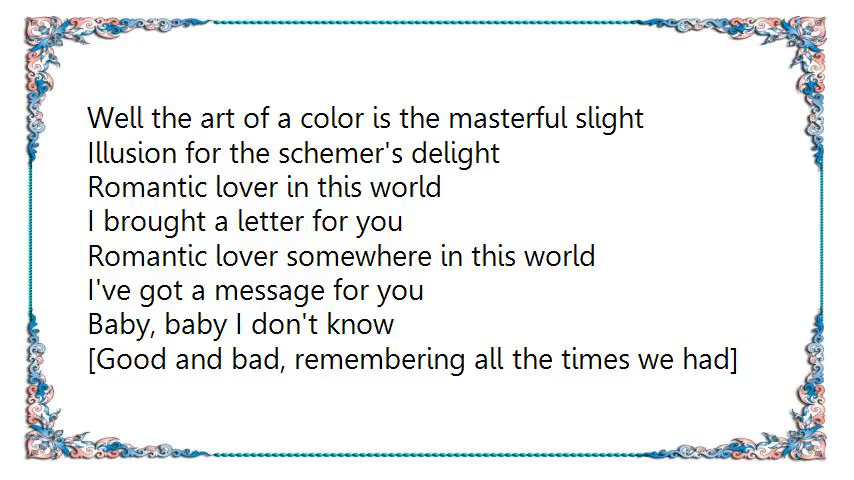 Well the art of a color is the masterful slight
Illusion for the schemer's delight
Romantic lover in this world
I brought a letter for you
Romantic lover somewhere in this world
I've got a message for you
Baby, baby I don't know
[Good and bad, remembering all the times we had]